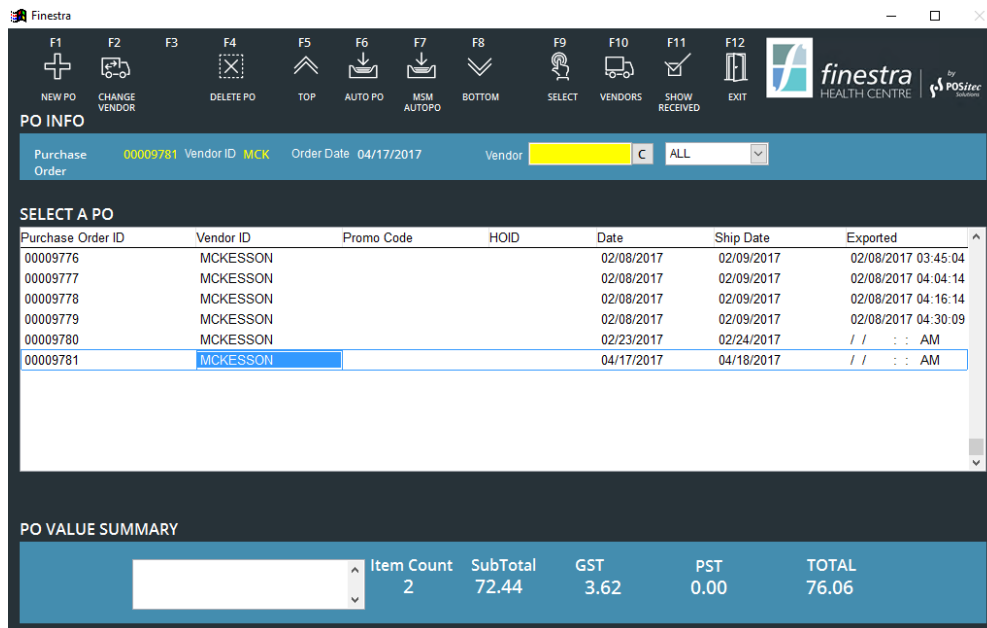 Finestra
F1 F2 F3 F4 F5 F6 F7 F8 F9 F10 F11 F12
NEW PO CHANGE VENDOR DELETE PO TOP AUTO PO MSM AUTOPO BOTTOM SELECT VENDORS SHOW RECEIVED EXIT
finestra
HEALTH CENTRE
by
POSitec
Solutions
PO INFO
Purchase Order 00009781 Vendor ID MCK Order Date 04/17/2017 Vendor C ALL
SELECT A PO
Purchase Order ID Vendor ID Promo Code HOID Date Ship Date Exported
00009776 MCKESSON 02/08/2017 02/09/2017 02/08/2017 03:45:04
00009777 MCKESSON 02/08/2017 02/09/2017 02/08/2017 04:04:14
00009778 MCKESSON 02/08/2017 02/09/2017 02/08/2017 04:16:14
00009779 MCKESSON 02/08/2017 02/09/2017 02/08/2017 04:30:09
00009780 MCKESSON 02/23/2017 02/24/2017 / / : : AM
00009781 MCKESSON 04/17/2017 04/18/2017 / / : : AM
PO VALUE SUMMARY
Item Count SubTotal GST PST TOTAL
2 72.44 3.62 0.00 76.06